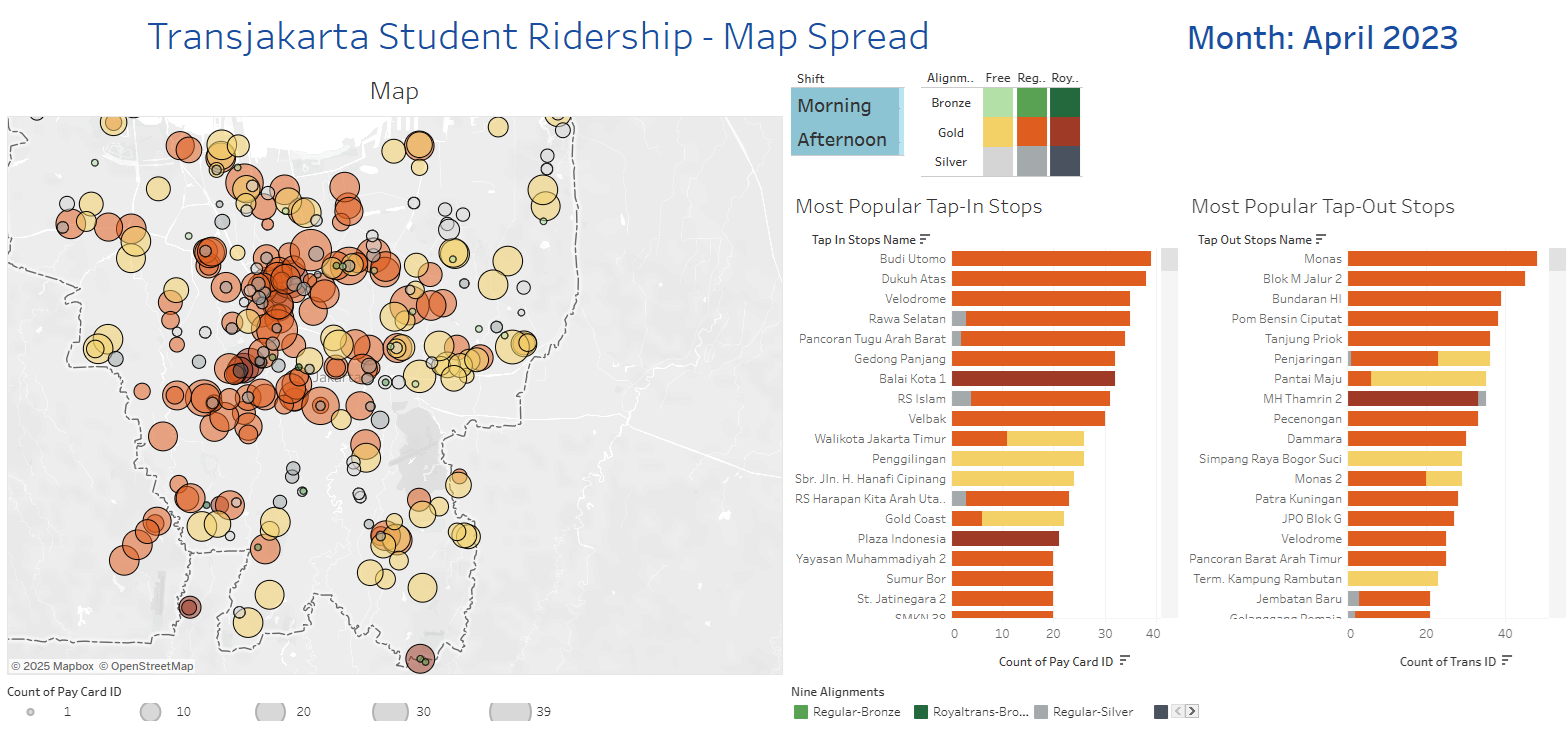 Transjakarta Student Ridership - Map Spread
Month: April 2023
Map
Shift
Morning
Afternoon
Alignm.. Free Reg.. Roy..
Bronze
Gold
Silver
Most Popular Tap-In Stops
Tap In Stops Name
Budi Utomo
Dukuh Atas
Velodrome
Rawa Selatan
Pancoran Tugu Arah Barat
Gedong Panjang
Balai Kota 1
RS Islam
Velbak
Walikota Jakarta Timur
Penggilingan
Sbr. Jln. H. Hanafi Cipinang
RS Harapan Kita Arah Uta..
Gold Coast
Plaza Indonesia
Yayasan Muhammadiyah 2
Sumur Bor
St. Jatinegara 2
SMKN 38
0 10 20 30 40
Count of Pay Card ID
Most Popular Tap-Out Stops
Tap Out Stops Name
Monas
Blok M Jalur 2
Bundaran HI
Pom Bensin Ciputat
Tanjung Priok
Penjaringan
Pantai Maju
MH Thamrin 2
Pecenongan
Dammara
Simpang Raya Bogor Suci
Monas 2
Patra Kuningan
JPO Blok G
Velodrome
Pancoran Barat Arah Timur
Term. Kampung Rambutan
Jembatan Baru
Gelanggang Remaja
0 20 40
Count of Trans ID
Jakarta
© 2025 Mapbox © OpenStreetMap
Count of Pay Card ID
1 10 20 30 39
Nine Alignments
Regular-Bronze Royaltrans-Bro... Regular-Silver